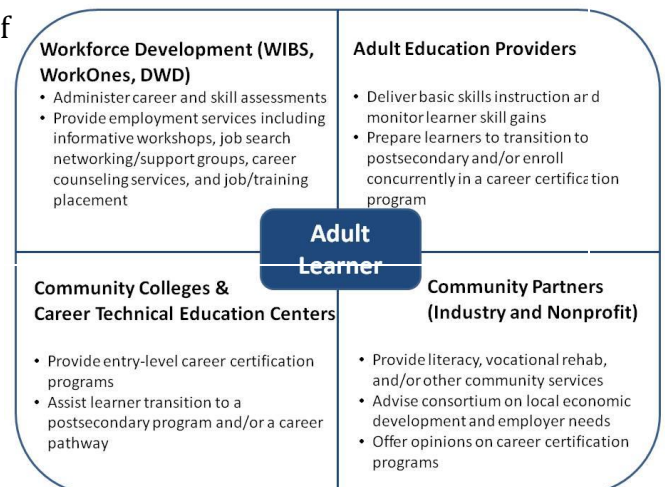 f
Workforce Development (WIBS,
WorkOnes, DWD)
• Administer career and skill assessments
• Provide employment services including
informative workshops, job search
networking/support groups, career
counseling services, and job/training
placement
Adult Education Providers
• Deliver basic skills instruction and
monitor learner skill gains
• Prepare learners to transition to
postsecondary and/or enroll
concurrently in a career certification
program
Adult
Learner
Community Colleges &
Career Technical Education Centers
• Provide entry-level career certification
programs
• Assist learner transition to a
postsecondary program and/or a career
pathway
Community Partners
(Industry and Nonprofit)
• Provide literacy, vocational rehab,
and/or other community services
• Advise consortium on local economic
development and employer needs
• Offer opinions on career certification
programs